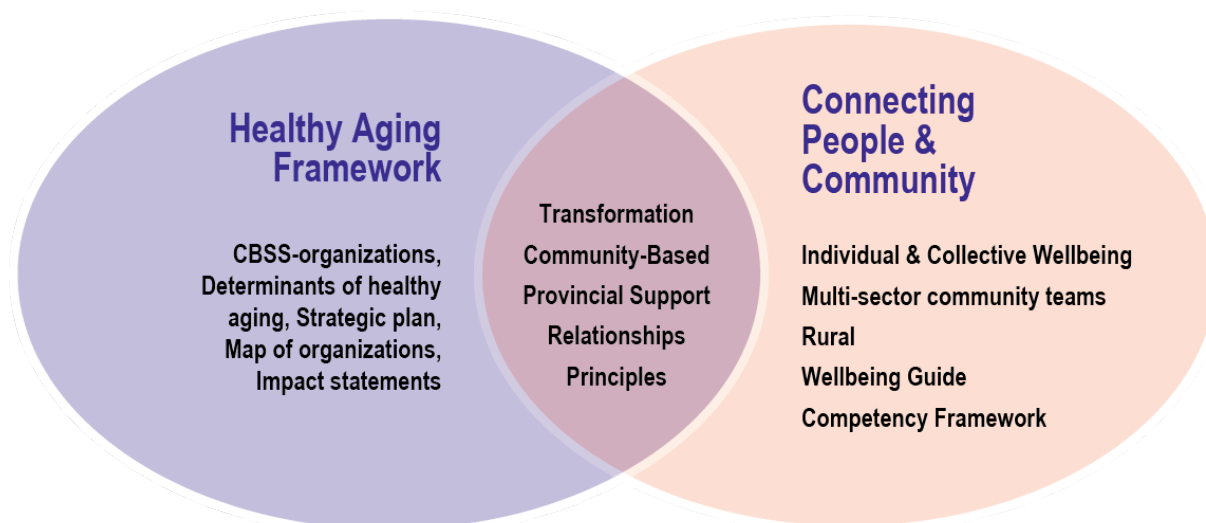 Healthy Aging
Framework
CBSS-organizations,
Determinants of healthy
aging, Strategic plan,
Map of organizations,
Impact statements
Transformation
Community-Based
Provincial Support
Relationships
Principles
Connecting
People &
Community
Individual & Collective Wellbeing
Multi-sector community teams
Rural
Wellbeing Guide
Competency Framework